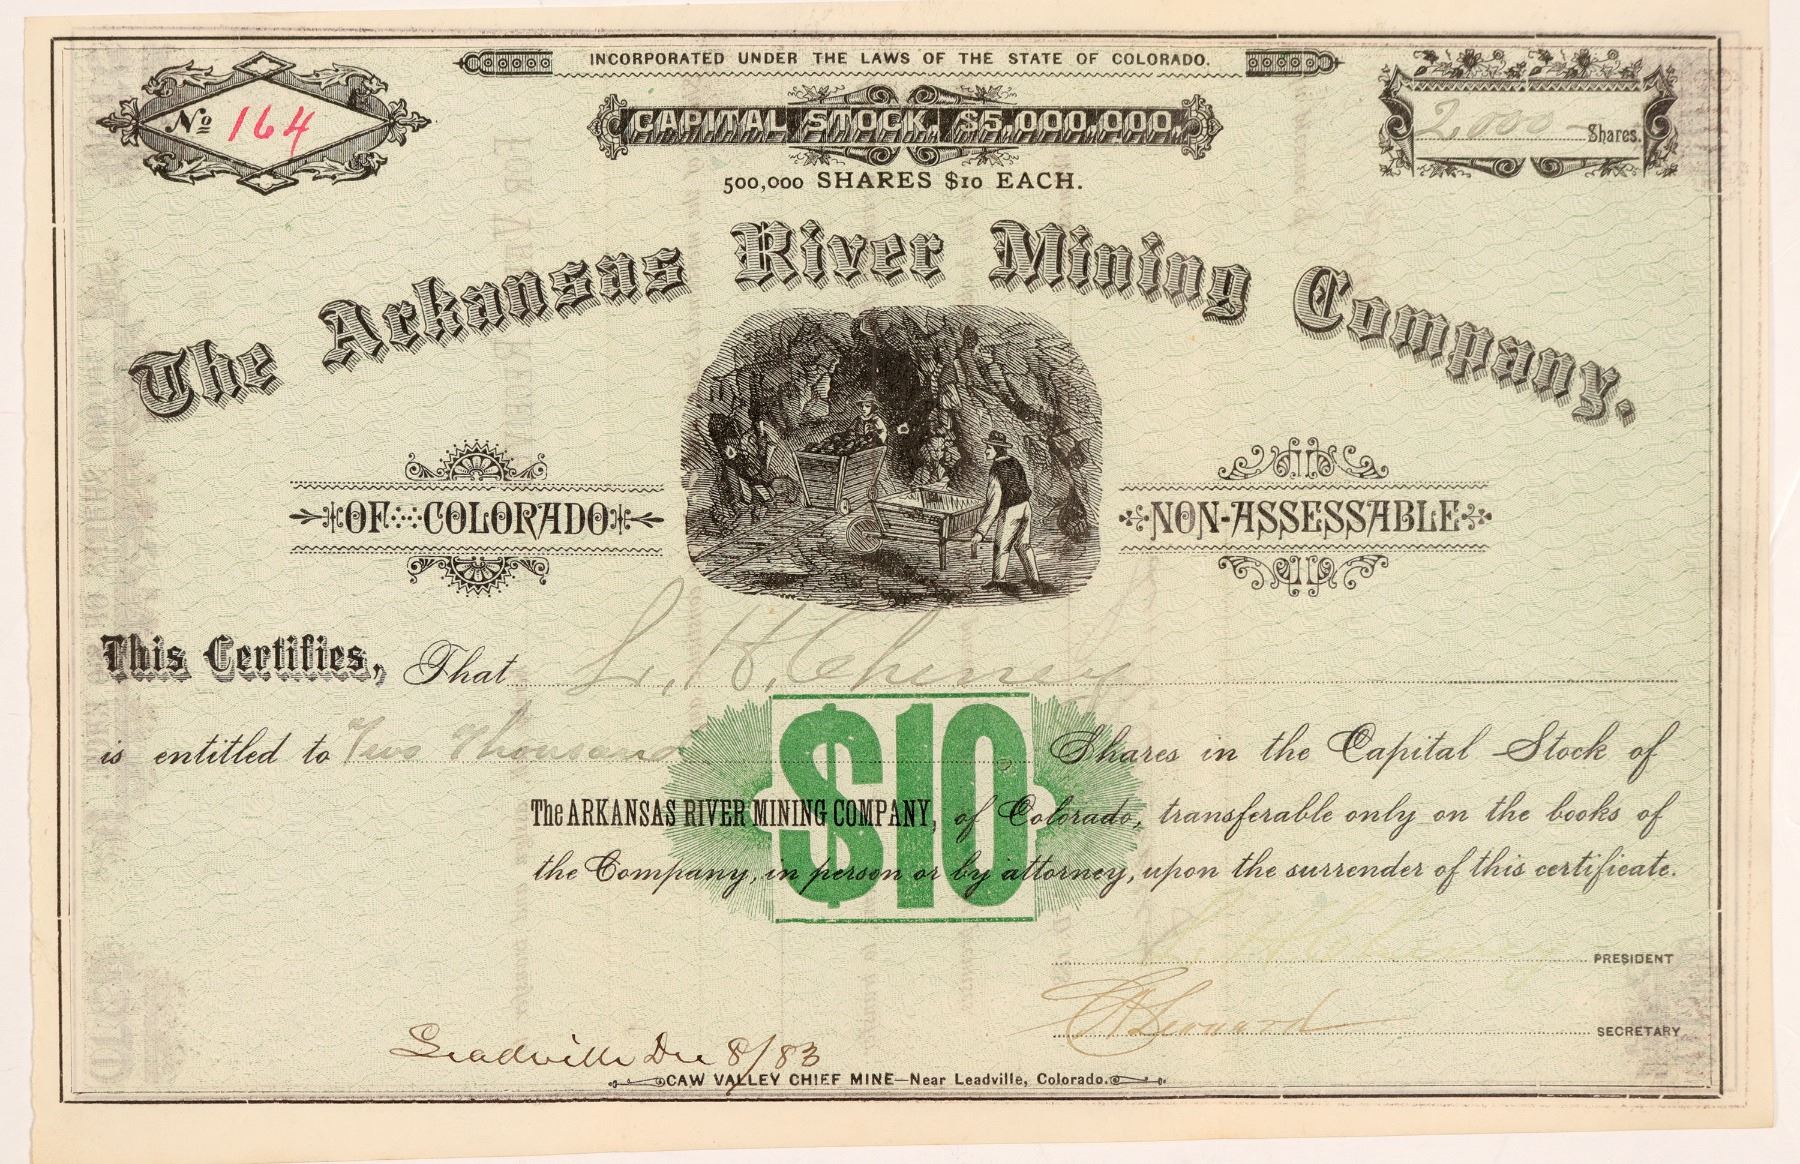 INCORPORATED UNDER THE LAWS OF THE STATE OF COLORADO.
No 164
CAPITAL STOCK, $5,000,000.
2,000 Shares.
500,000 SHARES $10 EACH.
The Arkansas River Mining Company.
OF COLORADO
NON-ASSESSABLE
This Certifies, That L. H. Cheney
is entitled to Two Thousand Shares in the Capital Stock of
$10
The ARKANSAS RIVER MINING COMPANY, of Colorado, transferable only on the books of
the Company, in person or by attorney, upon the surrender of this certificate.
PRESIDENT
Leonard SECRETARY
Leadville Dec 8/83
CAW VALLEY CHIEF MINE—Near Leadville, Colorado.